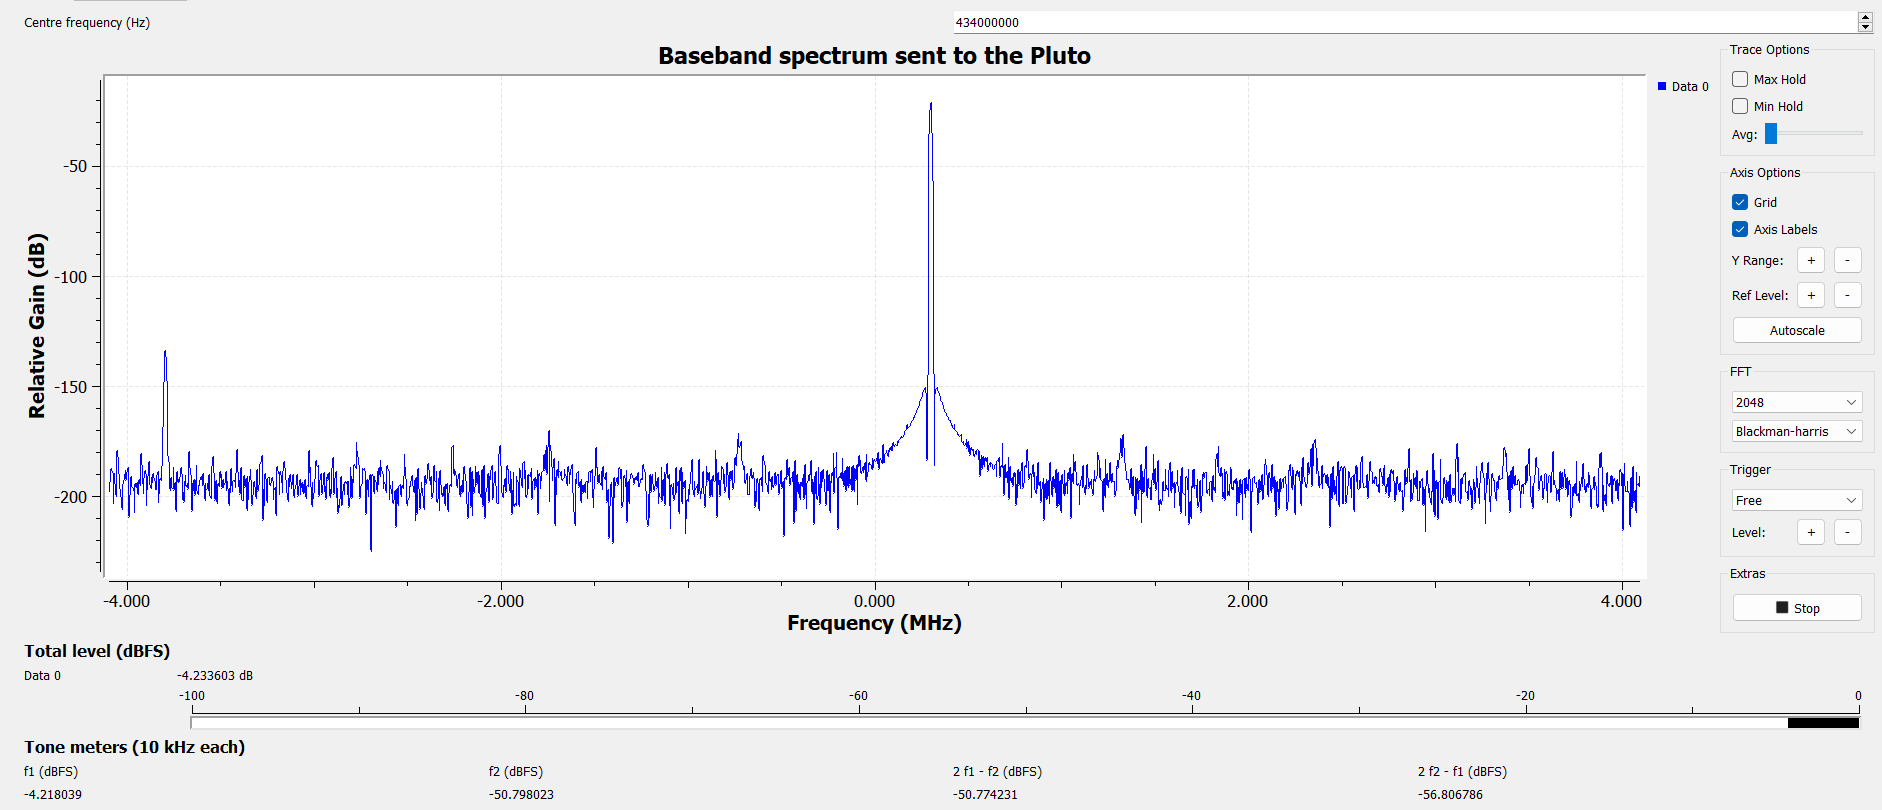 Centre frequency (Hz) 434000000
Baseband spectrum sent to the Pluto
Trace Options
Max Hold
Min Hold
Avg:
Data 0
Axis Options
Grid
Axis Labels
Y Range: + -
Ref Level: + -
Autoscale
FFT
2048
Blackman-harris
Trigger
Free
Level: + -
Extras
Stop
Relative Gain (dB)
-50
-100
-150
-200
-4.000 -2.000 0.000 2.000 4.000
Frequency (MHz)
Total level (dBFS)
Data 0 -4.233603 dB
-100 -80 -60 -40 -20 0
Tone meters (10 kHz each)
f1 (dBFS) f2 (dBFS) 2 f1 - f2 (dBFS) 2 f2 - f1 (dBFS)
-4.218039 -50.798023 -50.774231 -56.806786